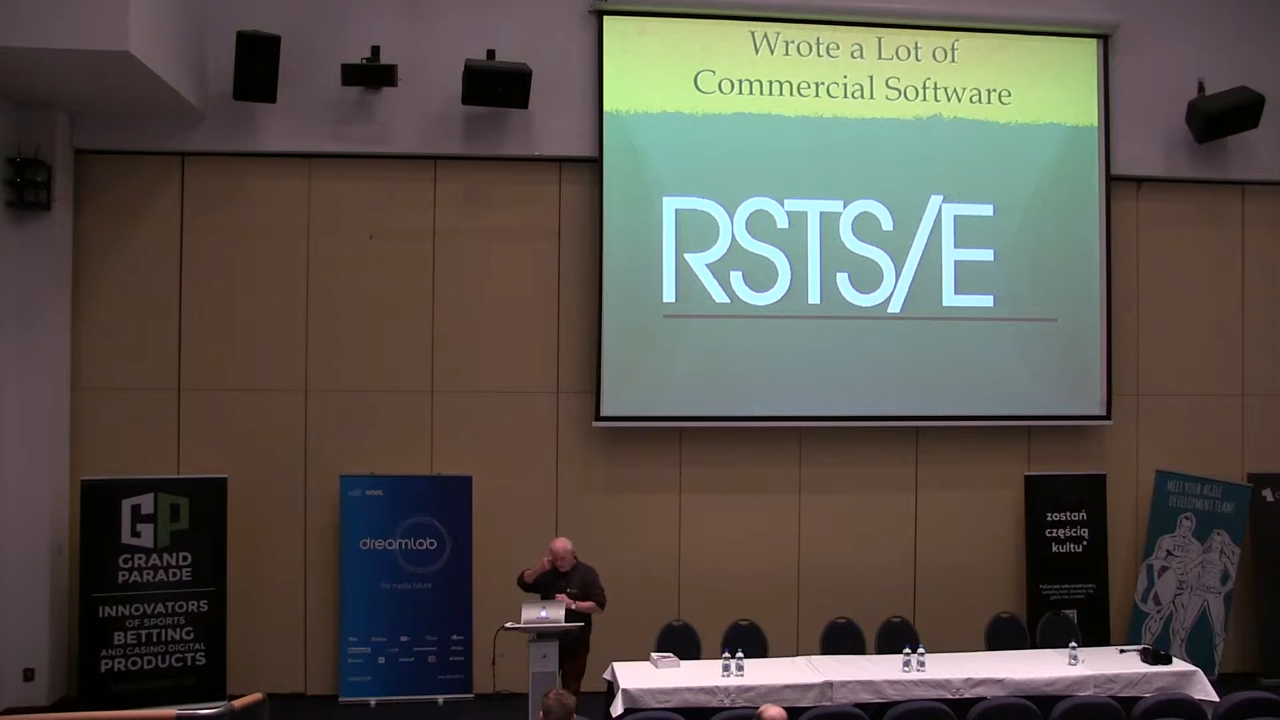 Wrote a Lot of
Commercial Software
RSTS/E
GP
GRAND
PARADE
INNOVATORS
OF SPORTS
BETTING
AND CASINO DIGITAL
PRODUCTS
onet
dreamlab
The media future
zostań
częścią
kultu*
MEET YOUR AGILE
DEVELOPMENT TEAM!